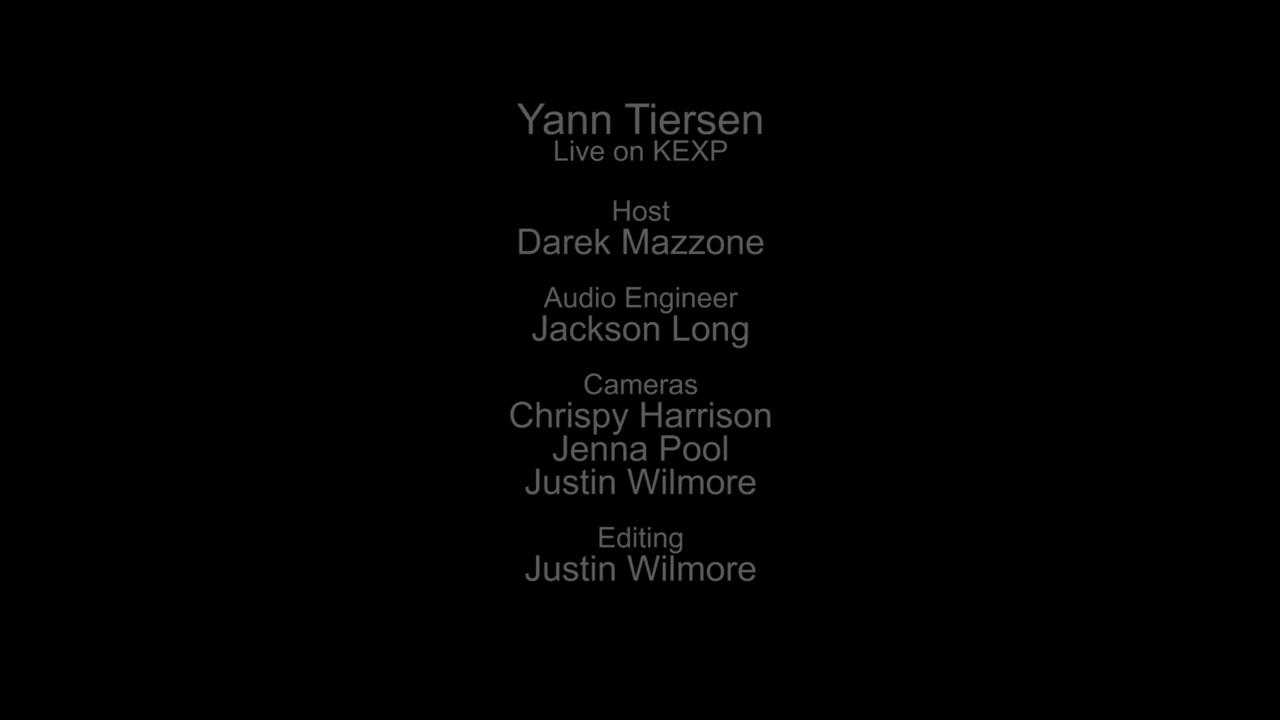 Yann Tiersen
Live on KEXP
Host
Darek Mazzone
Audio Engineer
Jackson Long
Cameras
Chrispy Harrison
Jenna Pool
Justin Wilmore
Editing
Justin Wilmore